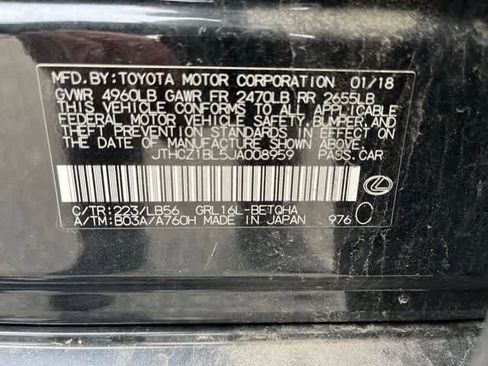 MFD. BY: TOYOTA MOTOR CORPORATION 01/18
GVWR 4960LB GAWR FR 2470LB RR 2655LB
THIS VEHICLE CONFORMS TO ALL APPLICABLE
FEDERAL MOTOR VEHICLE SAFETY, BUMPER, AND
THEFT PREVENTION STANDARDS IN EFFECT ON
THE DATE OF MANUFACTURE SHOWN ABOVE.
JTHCZ1BL5JA008959 PASS. CAR
C/TR: 223/LB56 GRL16L-BETQHA
A/TM: B03A/A760H MADE IN JAPAN 976 C